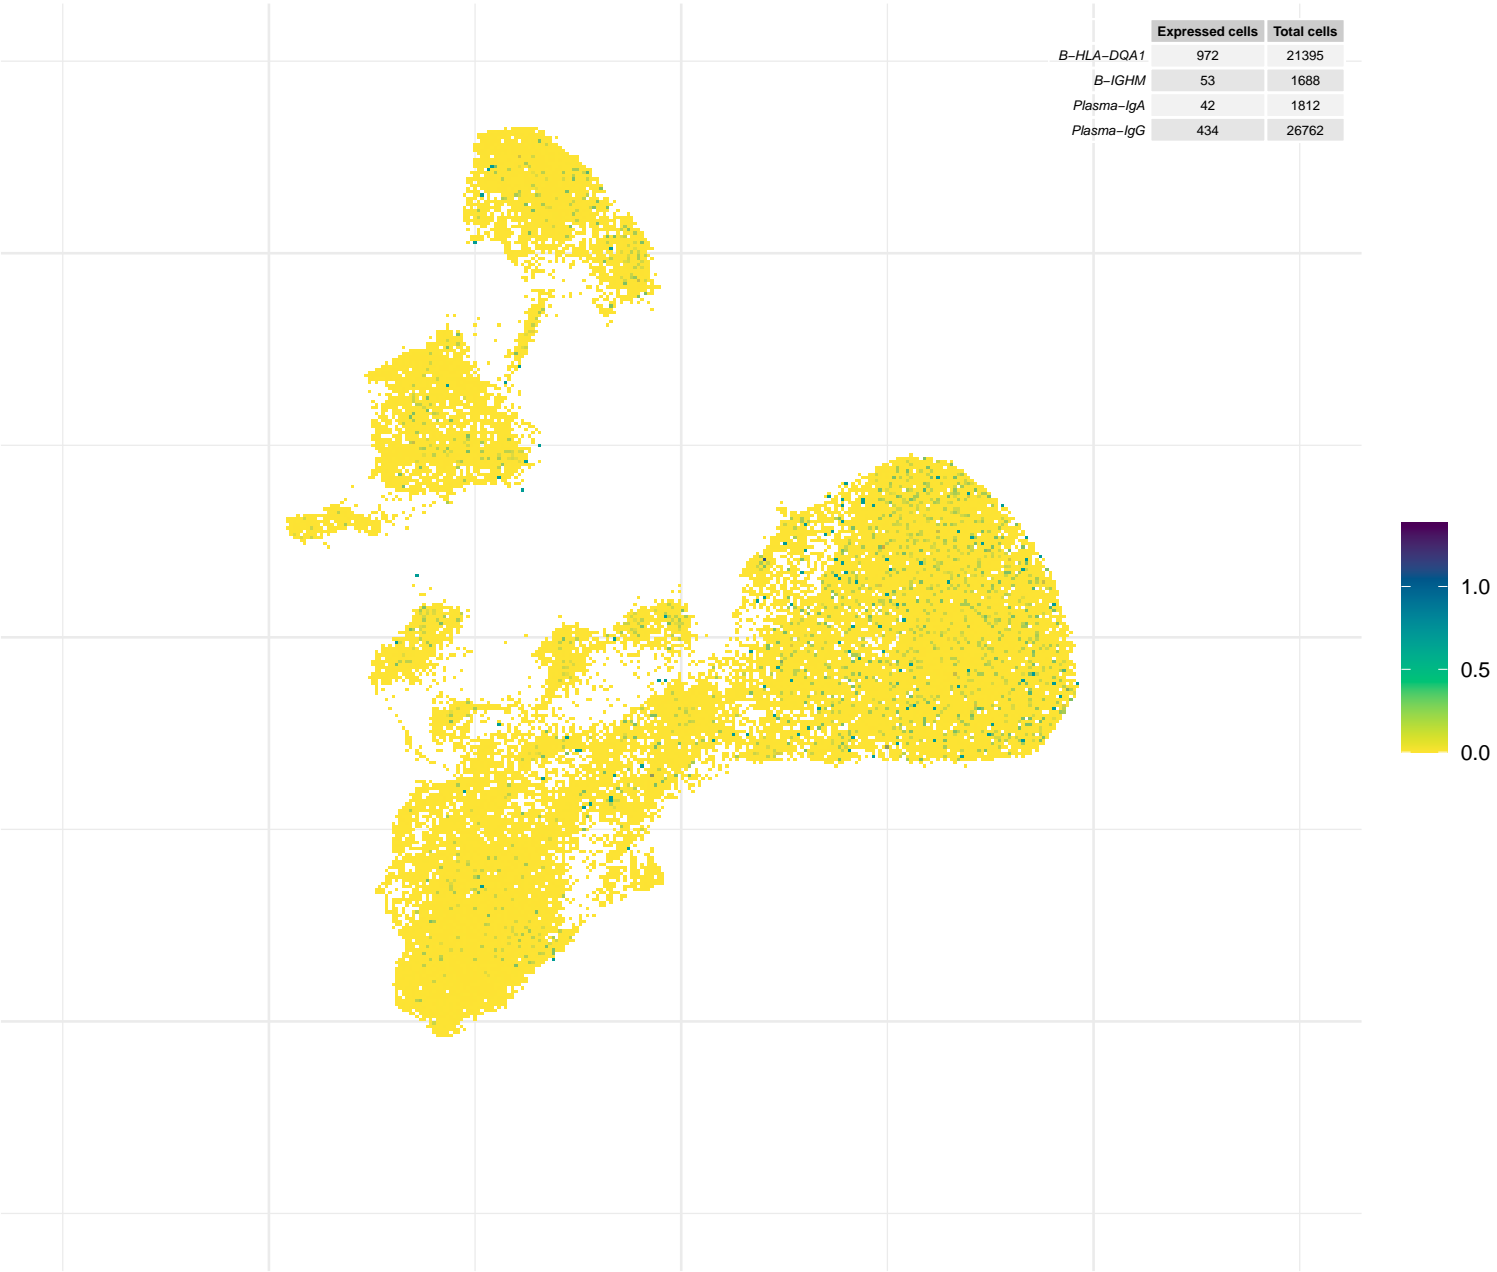 Expressed cells Total cells
B−HLA−DQA1 972 21395
B−IGHM 53 1688
Plasma−IgA 42 1812
Plasma−IgG 434 26762
1.0
0.5
0.0